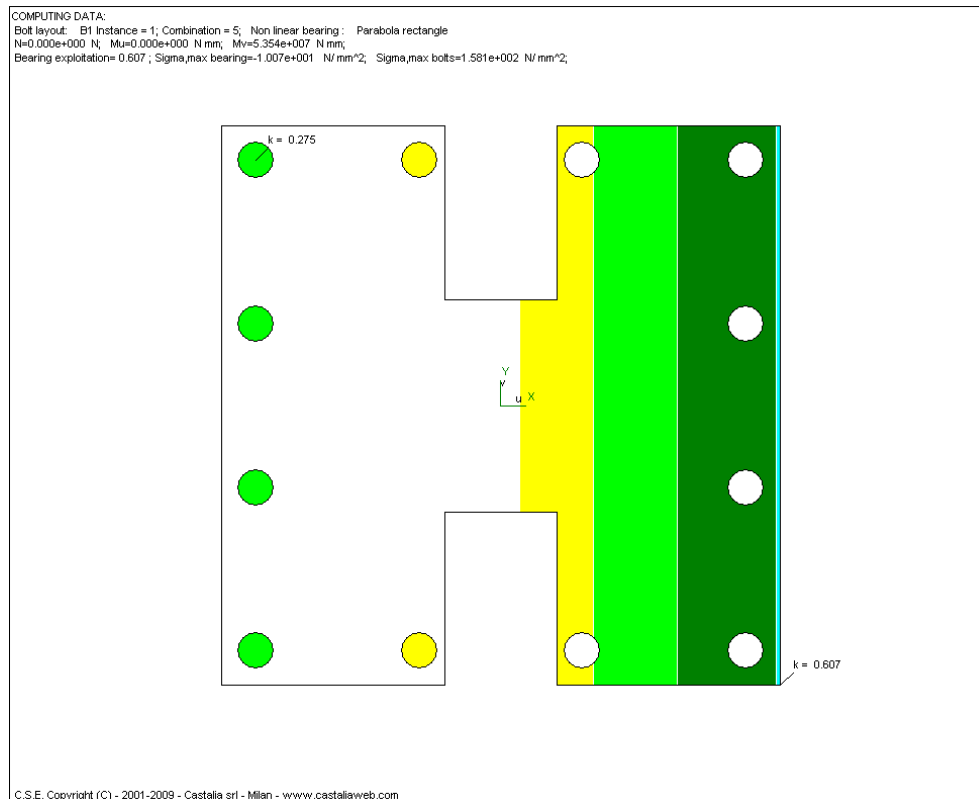 COMPUTING DATA:
Bolt layout: B1 Instance = 1; Combination = 5; Non linear bearing : Parabola rectangle
N=0.000e+000 N; Mu=0.000e+000 N mm; Mv=5.354e+007 N mm;
Bearing exploitation= 0.607 ; Sigma,max bearing=-1.007e+001 N/ mm^2; Sigma,max bolts=1.581e+002 N/ mm^2;
k = 0.275
Y
v
u X
k = 0.607
C.S.E. Copyright (C) - 2001-2009 - Castalia srl - Milan - www.castaliaweb.com